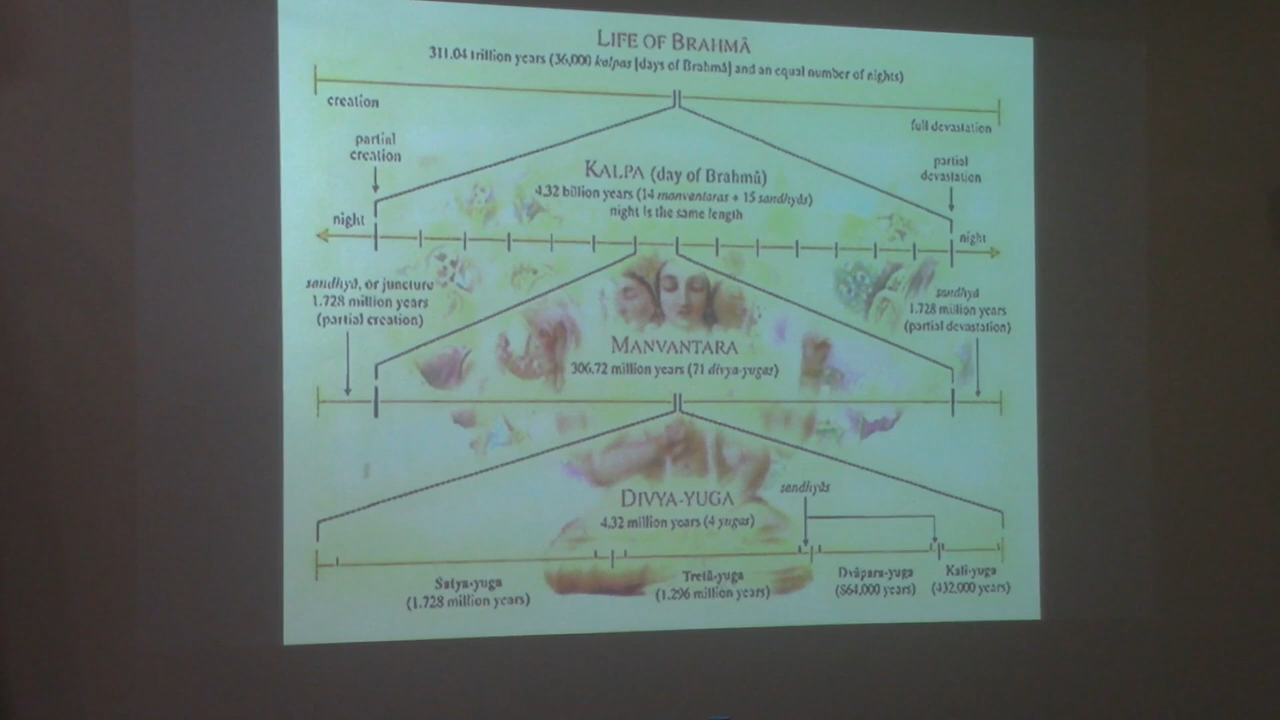 LIFE OF BRAHMĀ
311.04 trillion years (36,000 kalpas [days of Brahmā] and an equal number of nights)
creation
full devastation
partial
creation
partial
devastation
KALPA (day of Brahmā)
4.32 billion years (14 manvantaras + 15 sandhyās)
night is the same length
night
night
sandhyā, or juncture
1.728 million years
(partial creation)
sandhyā
1.728 million years
(partial devastation)
MANVANTARA
306.72 million years (71 divya-yugas)
sandhyās
DIVYA-YUGA
4.32 million years (4 yugas)
Satya-yuga
(1.728 million years)
Tretā-yuga
(1.296 million years)
Dvāpara-yuga
(864,000 years)
Kali-yuga
(432,000 years)